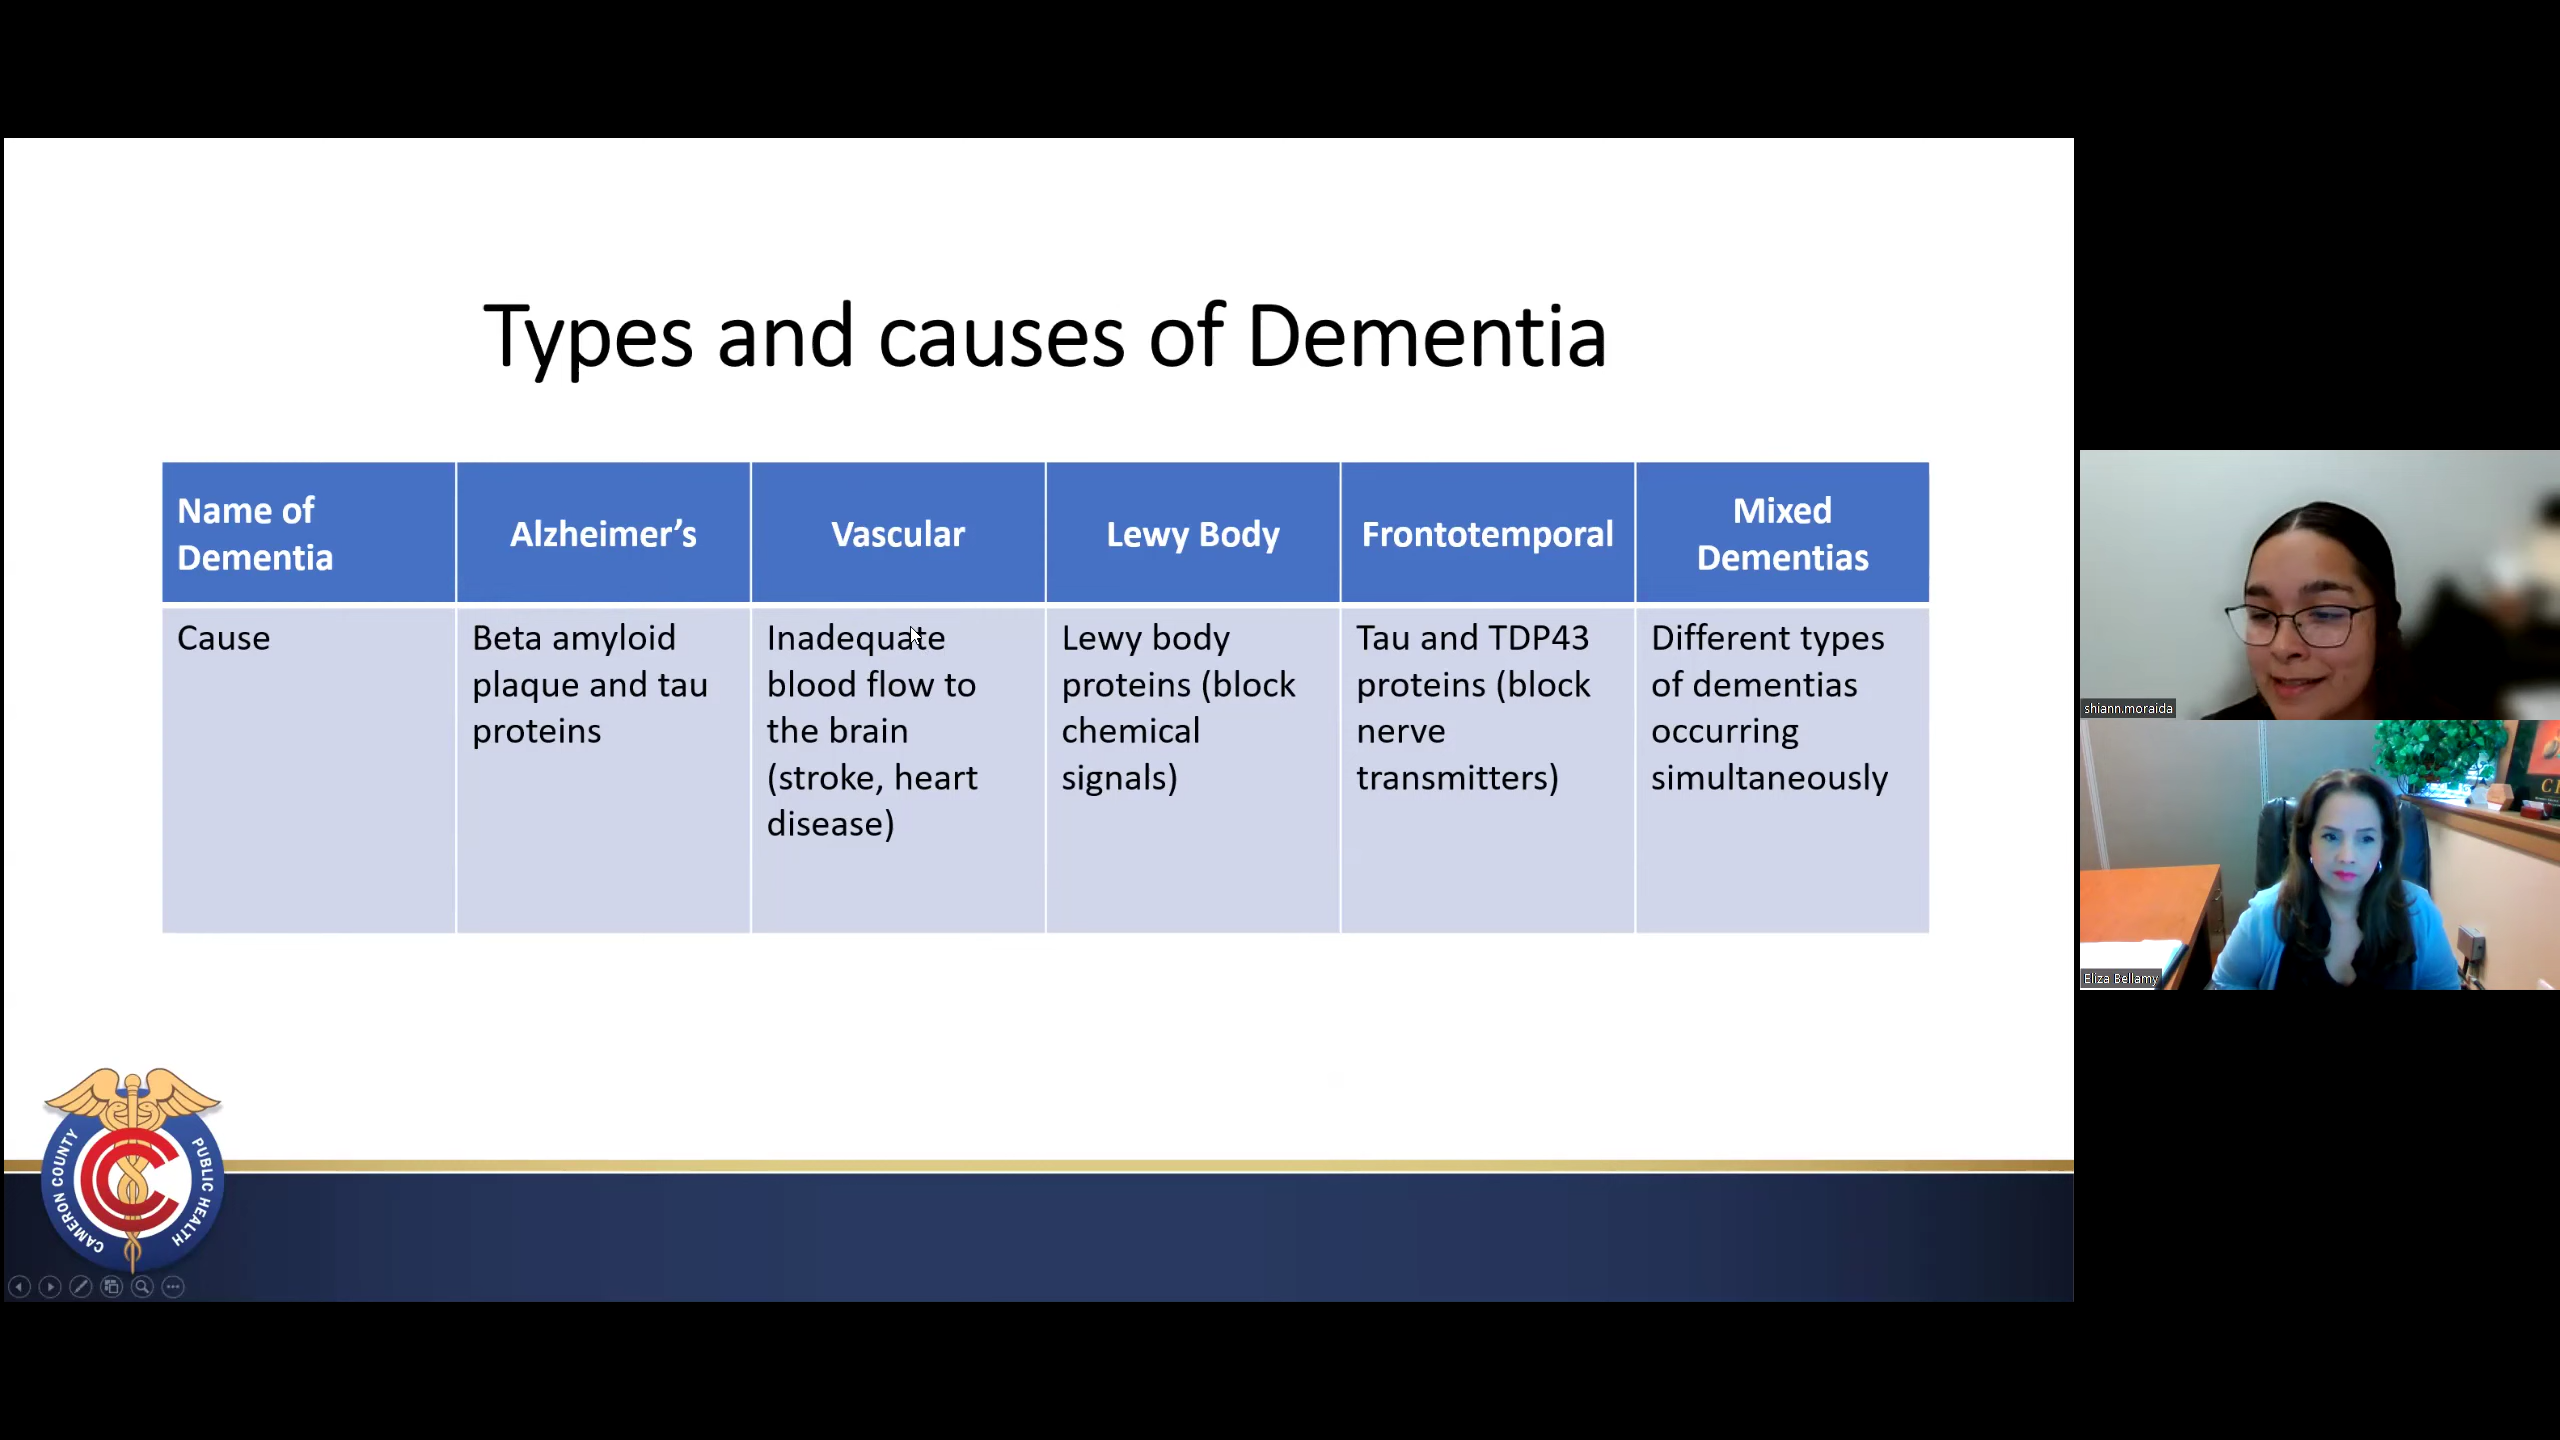 Types and causes of Dementia
Name of
Dementia
Alzheimer's
Vascular
Lewy Body
Frontotemporal
Mixed
Dementias
Cause
Beta amyloid
plaque and tau
proteins
Inadequate
blood flow to
the brain
(stroke, heart
disease)
Lewy body
proteins (block
chemical
signals)
Tau and TDP43
proteins (block
nerve
transmitters)
Different types
of dementias
occurring
simultaneously
CAMERON COUNTY
PUBLIC HEALTH
shiann.moraida
Eliza Bellamy